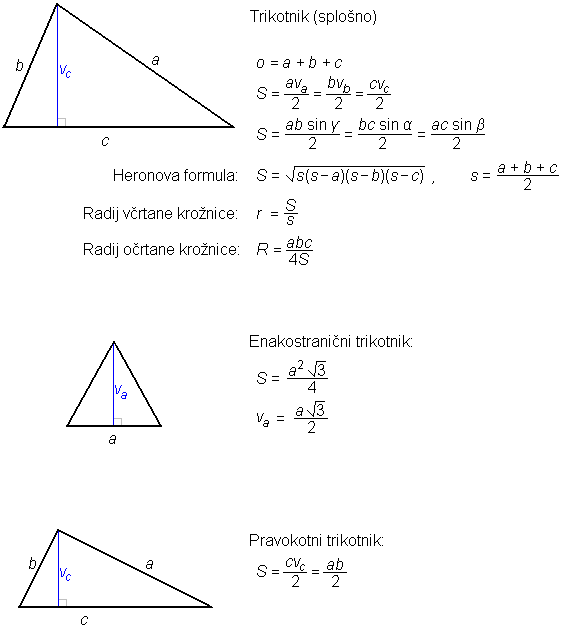 Trikotnik (splošno)
b
a
v_c
c
o = a + b + c
S = av_a/2 = bv_b/2 = cv_c/2
S = ab sin γ/2 = bc sin α/2 = ac sin β/2
Heronova formula: S = √(s(s−a)(s−b)(s−c)) , s = (a + b + c)/2
Radij včrtane krožnice: r = S/s
Radij očrtane krožnice: R = abc/4S
Enakostranični trikotnik:
S = a²√3/4
v_a
v_a = a√3/2
a
Pravokotni trikotnik:
b
a
v_c
S = cv_c/2 = ab/2
c